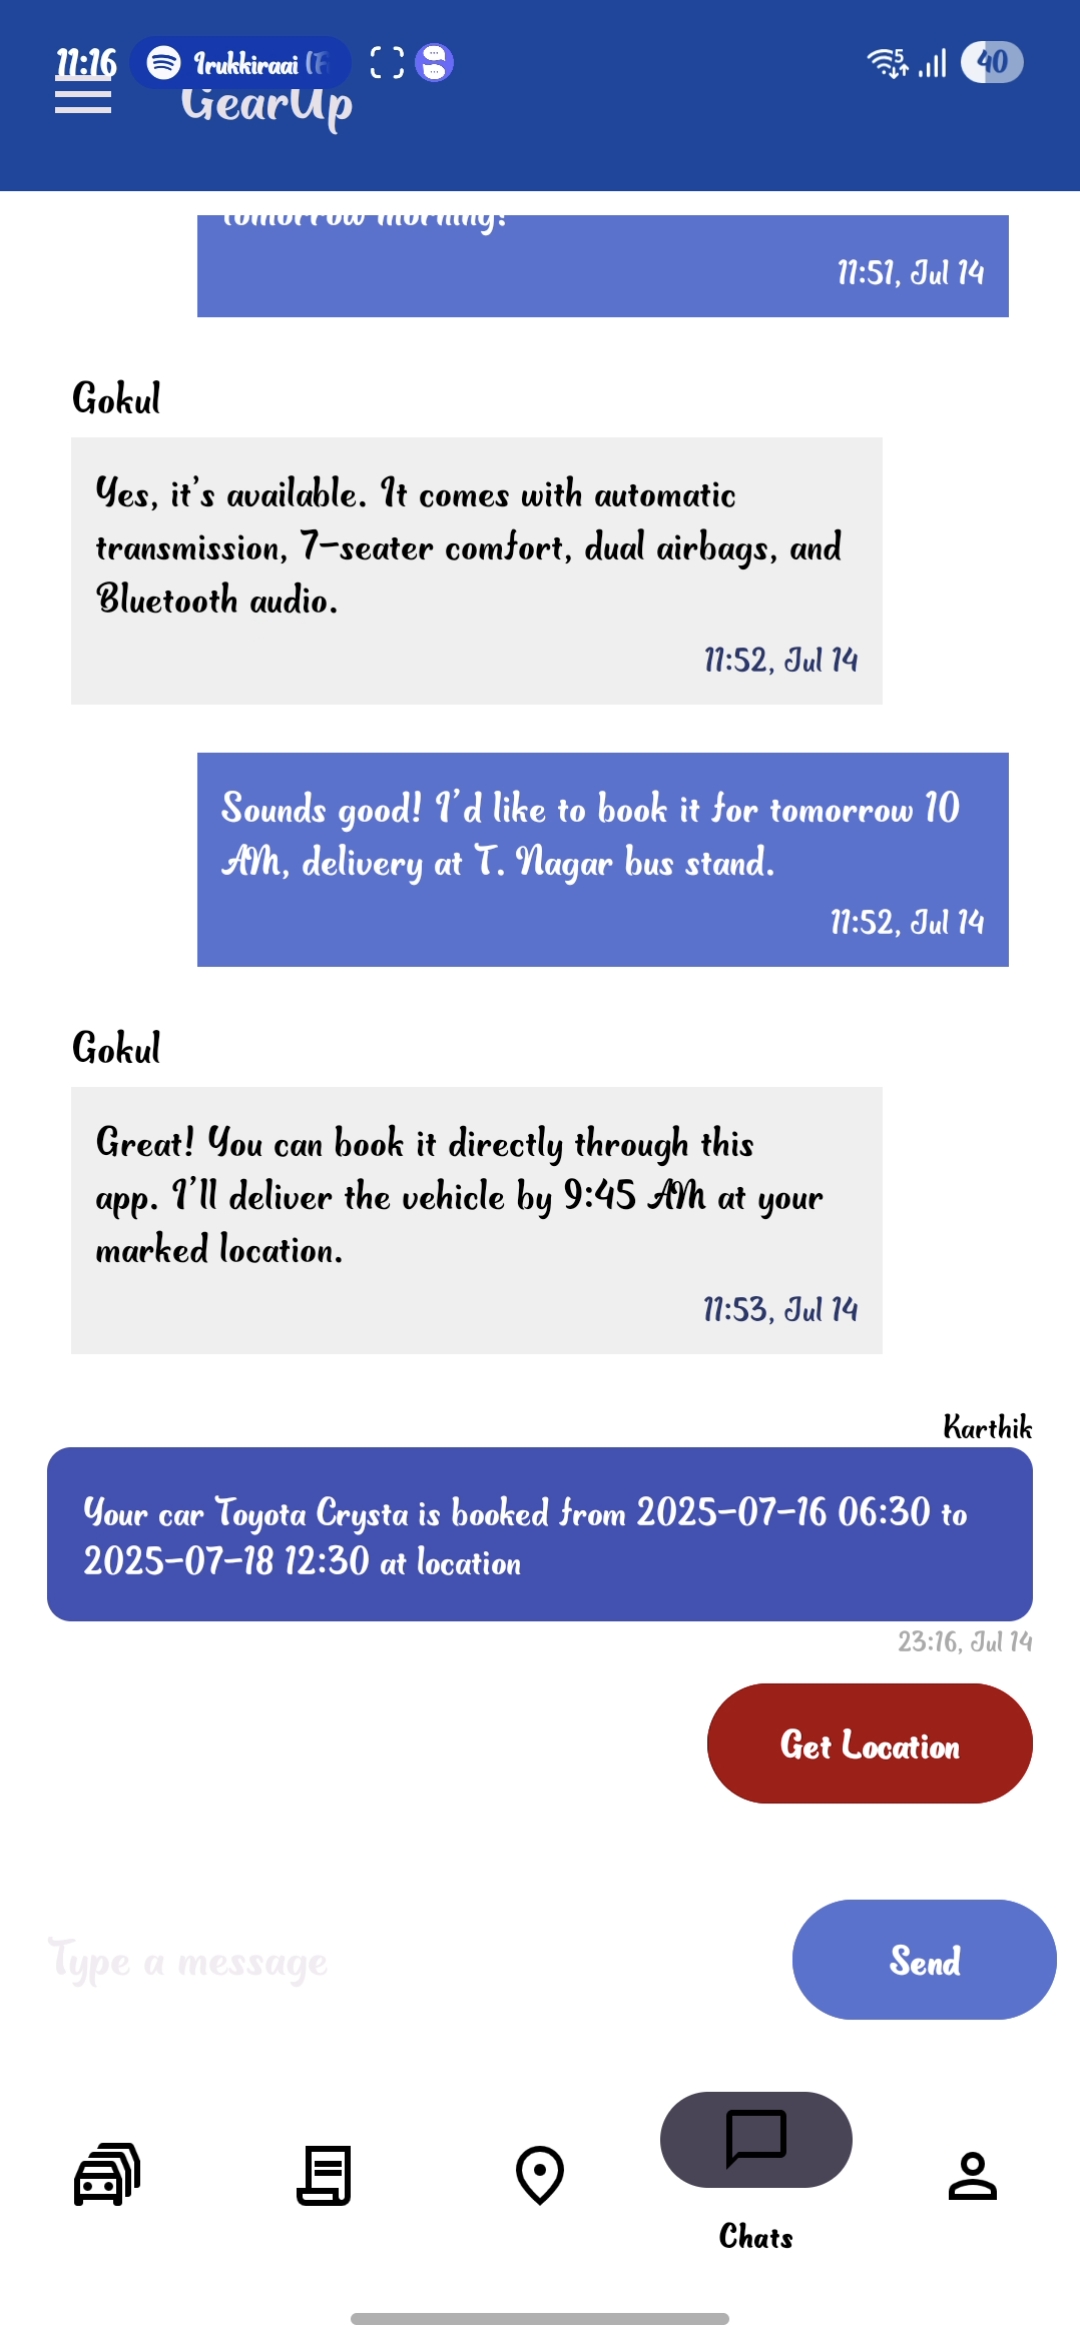 11:16
Irukkiraai (F
5
40
GearUp
tomorrow morning?
11:51, Jul 14
Gokul
Yes, it's available. It comes with automatic
transmission, 7-seater comfort, dual airbags, and
Bluetooth audio.
11:52, Jul 14
Sounds good! I'd like to book it for tomorrow 10
AM, delivery at T. Nagar bus stand.
11:52, Jul 14
Gokul
Great! You can book it directly through this
app. I'll deliver the vehicle by 9:45 AM at your
marked location.
11:53, Jul 14
Karthik
Your car Toyota Crysta is booked from 2025-07-16 06:30 to
2025-07-18 12:30 at location
23:16, Jul 14
Get Location
Type a message
Send
Chats